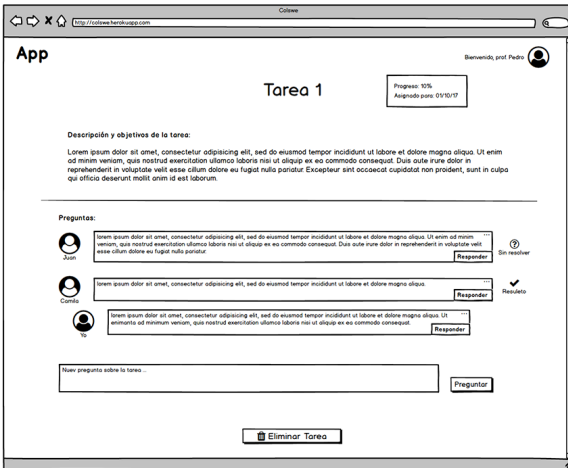 Colswe
http://colswe.herokuapp.com
App
Bienvenido, prof. Pedro
Tarea 1
Progreso: 10%
Asignado para: 01/10/17
Descripción y objetivos de la tarea:
Lorem ipsum dolor sit amet, consectetur adipisicing elit, sed do eiusmod tempor incididunt ut labore et dolore magna aliqua. Ut enim
ad minim veniam, quis nostrud exercitation ullamco laboris nisi ut aliquip ex ea commodo consequat. Duis aute irure dolor in
reprehenderit in voluptate velit esse cillum dolore eu fugiat nulla pariatur. Excepteur sint occaecat cupidatat non proident, sunt in culpa
qui officia deserunt mollit anim id est laborum.
Preguntas:
lorem ipsum dolor sit amet, consectetur adipisicing elit, sed do eiusmod tempor incididunt ut labore et dolore magna aliqua. Ut enim ad minim ...
veniam, quis nostrud exercitation ullamco laboris nisi ut aliquip ex ea commodo consequat. Duis aute irure dolor in reprehenderit in voluptate velit
esse cillum dolore eu fugiat nulla pariatur.
Responder
Juan
Sin resolver
lorem ipsum dolor sit amet, consectetur adipisicing elit, sed do eiusmod tempor incididunt ut labore et dolore magna aliqua. ...
Responder
Camila
Resuleto
lorem ipsum dolor sit amet, consectetur adipisicing elit, sed do eiusmod tempor incididunt ut labore et dolore magna aliqua. Ut ...
enimanta ad minimum veniam, quis nostrud exercitation ullamco laboris nisi ut aliquip ex ea commodo consequat.
Responder
Yo
Nuev pregunta sobre la tarea ...
Preguntar
Eliminar Tarea